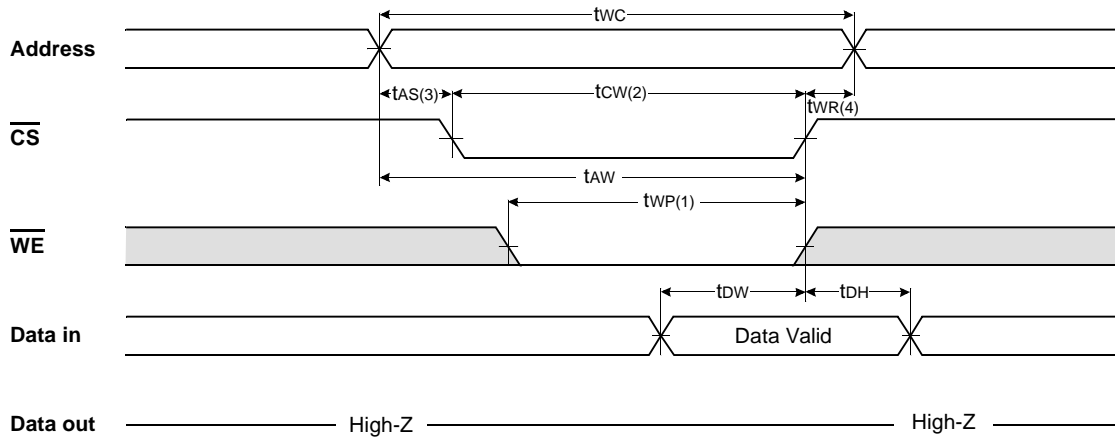 tWC
Address
tAS(3) tCW(2) tWR(4)
CS
tAW
tWP(1)
WE
tDW tDH
Data in Data Valid
Data out High-Z High-Z